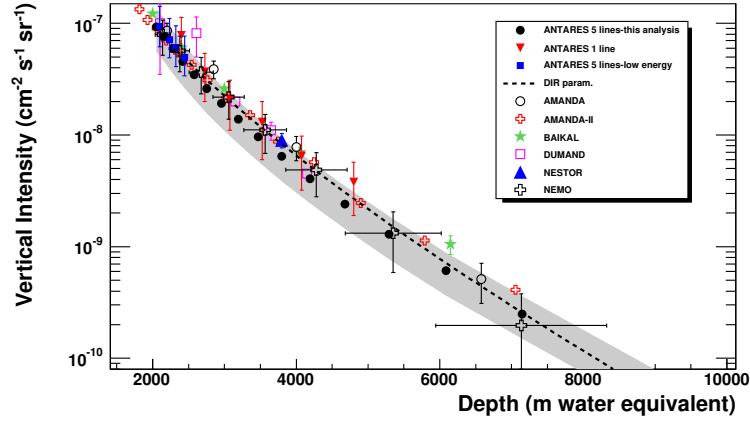 Vertical Intensity (cm⁻² s⁻¹ sr⁻¹)
10⁻⁷
10⁻⁸
10⁻⁹
10⁻¹⁰
ANTARES 5 lines-this analysis
ANTARES 1 line
ANTARES 5 lines-low energy
DIR param.
AMANDA
AMANDA-II
BAIKAL
DUMAND
NESTOR
NEMO
2000 4000 6000 8000 10000
Depth (m water equivalent)